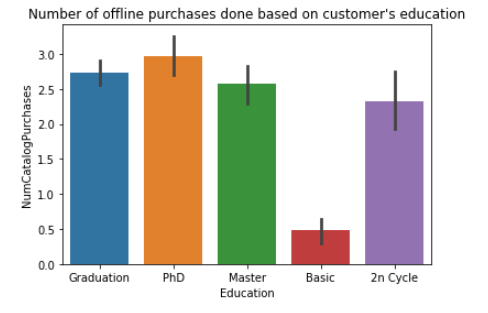 Number of offline purchases done based on customer's education
NumCatalogPurchases
3.0
2.5
2.0
1.5
1.0
0.5
0.0
Graduation PhD Master Basic 2n Cycle
Education